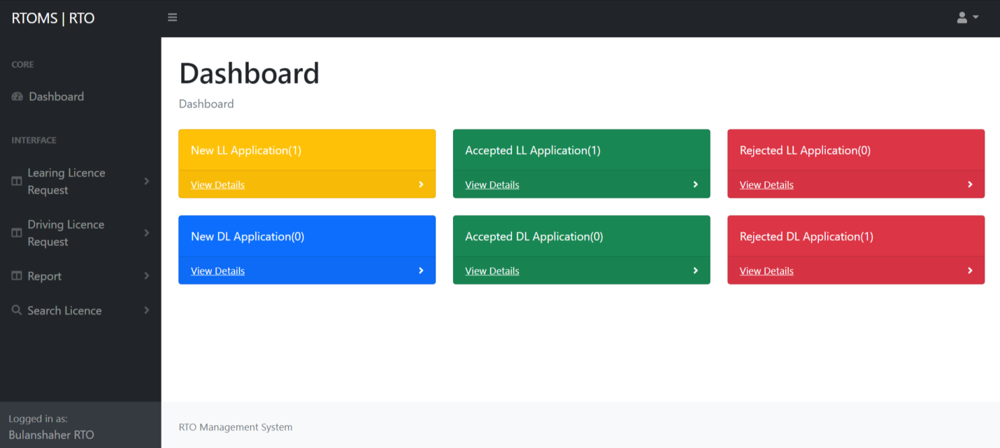 RTOMS | RTO
CORE
Dashboard
INTERFACE
Learing Licence
Request
Driving Licence
Request
Report
Search Licence
Logged in as:
Bulanshaher RTO
Dashboard
Dashboard
New LL Application(1)
View Details
Accepted LL Application(1)
View Details
Rejected LL Application(0)
View Details
New DL Application(0)
View Details
Accepted DL Application(0)
View Details
Rejected DL Application(1)
View Details
RTO Management System